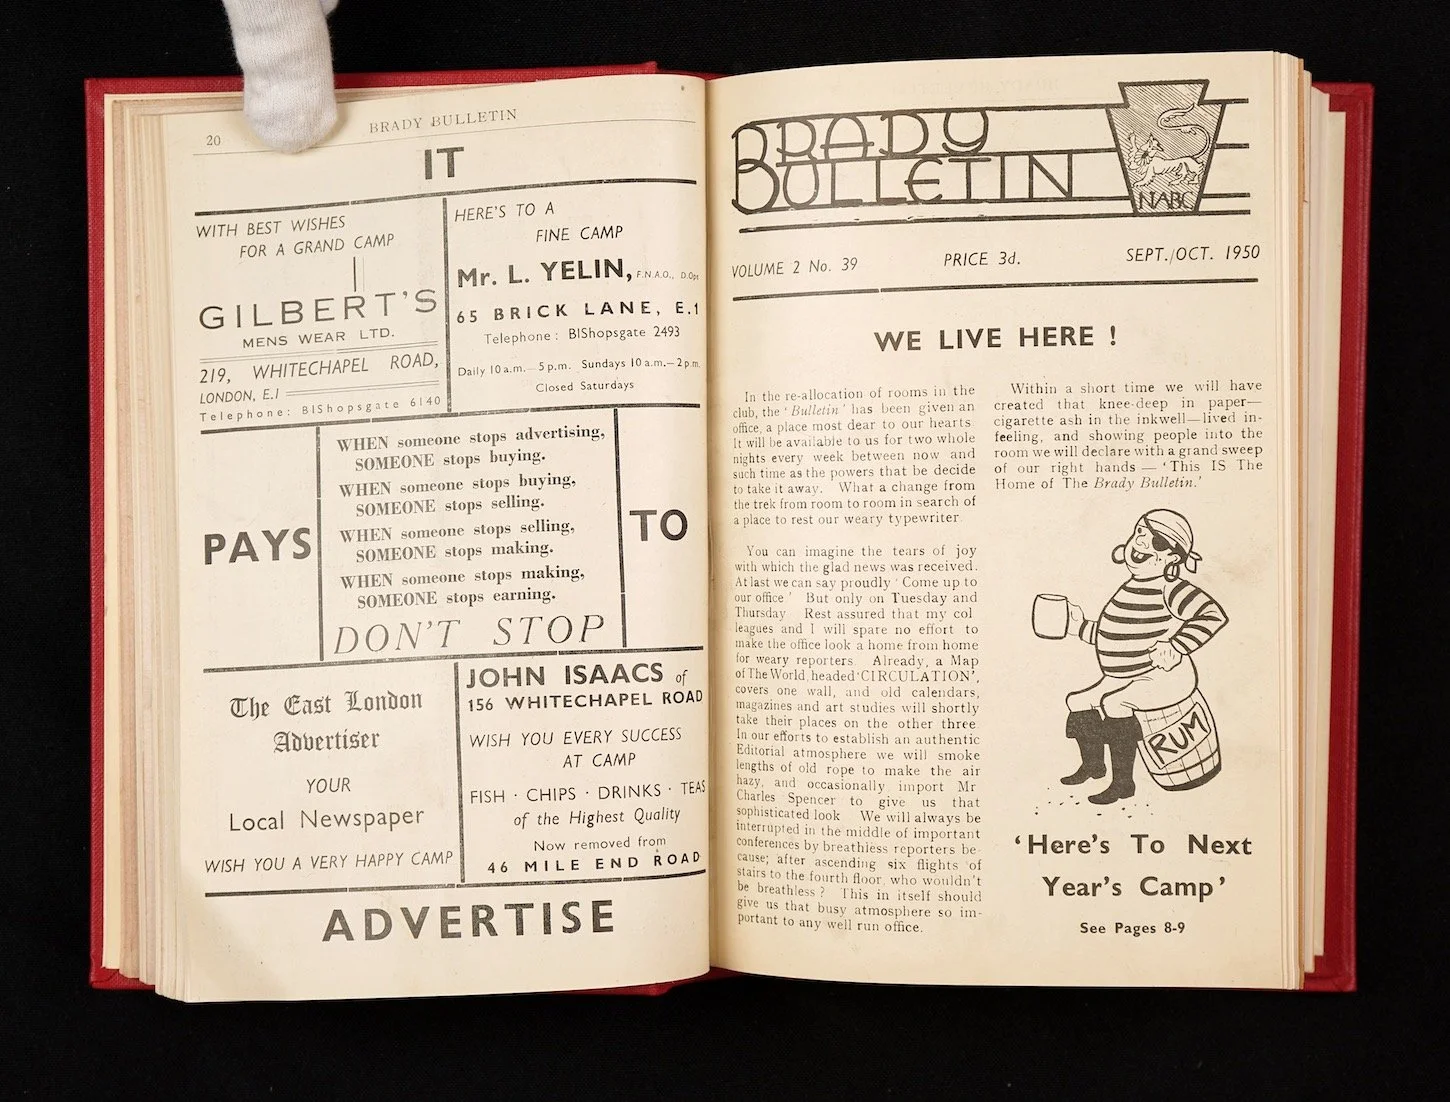 20
BRADY BULLETIN
IT
WITH BEST WISHES
FOR A GRAND CAMP
GILBERT'S
MENS WEAR LTD.
219, WHITECHAPEL ROAD,
LONDON, E.1
Telephone: BIShopsgate 6140
HERE'S TO A
FINE CAMP
Mr. L. YELIN, F.N.A.O., D.Opt
65 BRICK LANE, E.1
Telephone: BIShopsgate 2493
Daily 10 a.m.—5 p.m. Sundays 10 a.m.—2 p.m.
Closed Saturdays
PAYS
WHEN someone stops advertising,
SOMEONE stops buying.
WHEN someone stops buying,
SOMEONE stops selling.
WHEN someone stops selling,
SOMEONE stops making.
WHEN someone stops making,
SOMEONE stops earning.
DON'T STOP
TO
The East London
Advertiser
YOUR
Local Newspaper
WISH YOU A VERY HAPPY CAMP
JOHN ISAACS of
156 WHITECHAPEL ROAD
WISH YOU EVERY SUCCESS
AT CAMP
FISH · CHIPS · DRINKS · TEAS
of the Highest Quality
Now removed from
46 MILE END ROAD
ADVERTISE
BRADY
BULLETIN
NABC
VOLUME 2 No. 39
PRICE 3d.
SEPT./OCT. 1950
WE LIVE HERE !
In the re-allocation of rooms in the
club, the 'Bulletin' has been given an
office, a place most dear to our hearts.
It will be available to us for two whole
nights every week between now and
such time as the powers that be decide
to take it away. What a change from
the trek from room to room in search of
a place to rest our weary typewriter.
You can imagine the tears of joy
with which the glad news was received.
At last we can say proudly 'Come up to
our office' But only on Tuesday and
Thursday Rest assured that my col
leagues and I will spare no effort to
make the office look a home from home
for weary reporters. Already, a Map
of The World, headed 'CIRCULATION',
covers one wall, and old calendars,
magazines and art studies will shortly
take their places on the other three.
In our efforts to establish an authentic
Editorial atmosphere we will smoke
lengths of old rope to make the air
hazy, and occasionally import Mr
Charles Spencer to give us that
sophisticated look We will always be
interrupted in the middle of important
conferences by breathless reporters be-
cause; after ascending six flights of
stairs to the fourth floor, who wouldn't
be breathless? This in itself should
give us that busy atmosphere so im-
portant to any well run office.
Within a short time we will have
created that knee-deep in paper—
cigarette ash in the inkwell—lived in-
feeling, and showing people into the
room we will declare with a grand sweep
of our right hands — 'This IS The
Home of The Brady Bulletin.'
RUM
'Here's To Next
Year's Camp'
See Pages 8-9